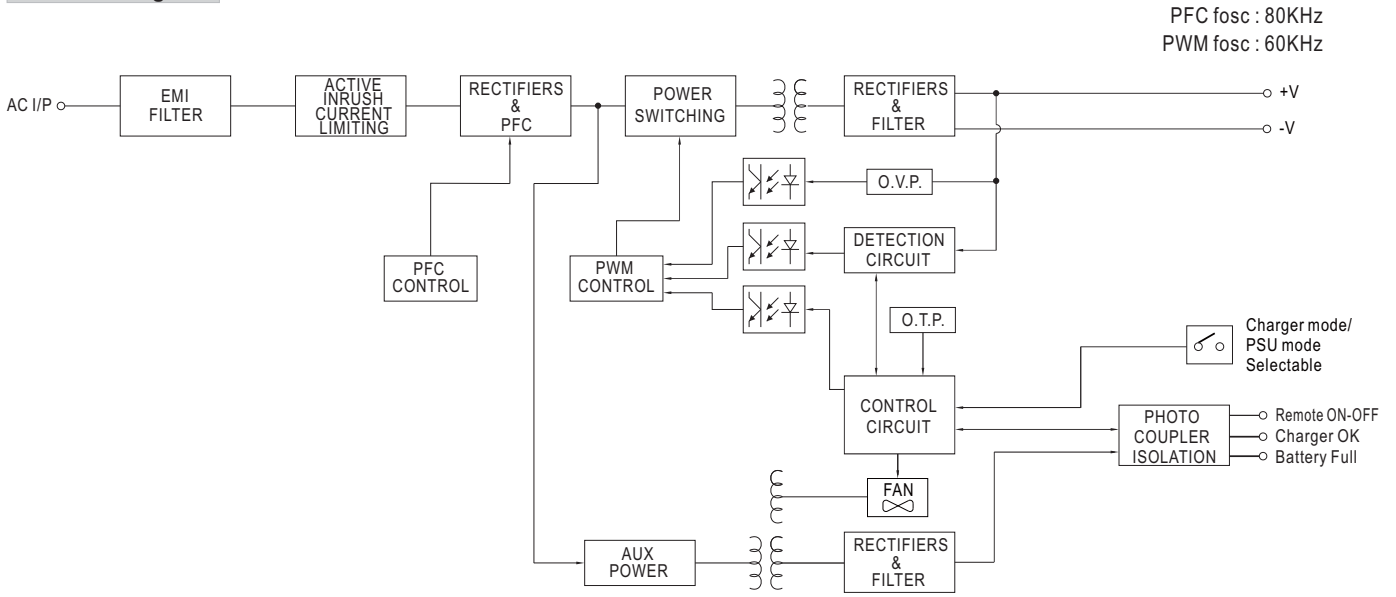 PFC fosc : 80KHz
PWM fosc : 60KHz
AC I/P
EMI
FILTER
ACTIVE
INRUSH
CURRENT
LIMITING
RECTIFIERS
&
PFC
POWER
SWITCHING
RECTIFIERS
&
FILTER
+V
-V
O.V.P.
DETECTION
CIRCUIT
PFC
CONTROL
PWM
CONTROL
O.T.P.
Charger mode/
PSU mode
Selectable
CONTROL
CIRCUIT
PHOTO
COUPLER
ISOLATION
Remote ON-OFF
Charger OK
Battery Full
FAN
AUX
POWER
RECTIFIERS
&
FILTER